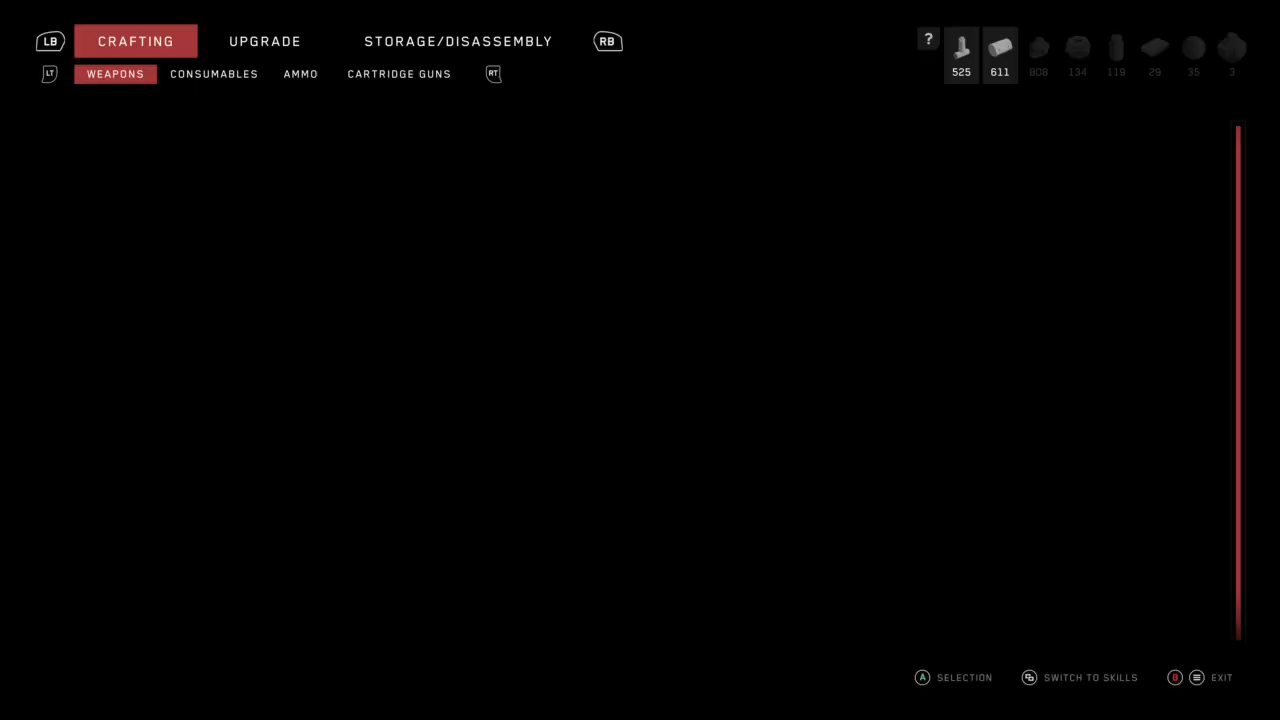 LB CRAFTING UPGRADE STORAGE/DISASSEMBLY RB
LT WEAPONS CONSUMABLES AMMO CARTRIDGE GUNS RT
?
525 611 808 134 119 29 35 3
A SELECTION SWITCH TO SKILLS B EXIT